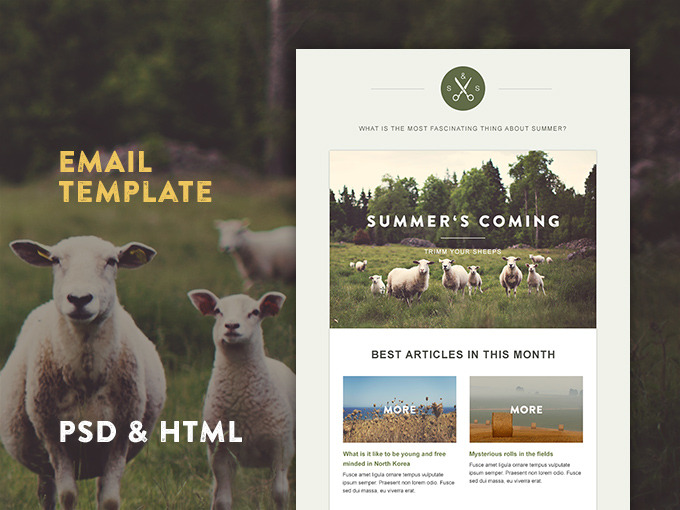 EMAIL
TEMPLATE
PSD & HTML
&
S S
WHAT IS THE MOST FASCINATING THING ABOUT SUMMER?
SUMMER'S COMING
TRIMM YOUR SHEEPS
BEST ARTICLES IN THIS MONTH
MORE
What is it like to be young and free
minded in North Korea
Fusce amet ligula ornare tempus vulputate
ipsum semper. Praesent non lorem odio. Fusce
sed dui massa, eu viverra erat.
MORE
Mysterious rolls in the fields
Fusce amet ligula ornare tempus vulputate
ipsum semper. Praesent non lorem odio. Fusce
sed dui massa, eu viverra erat.